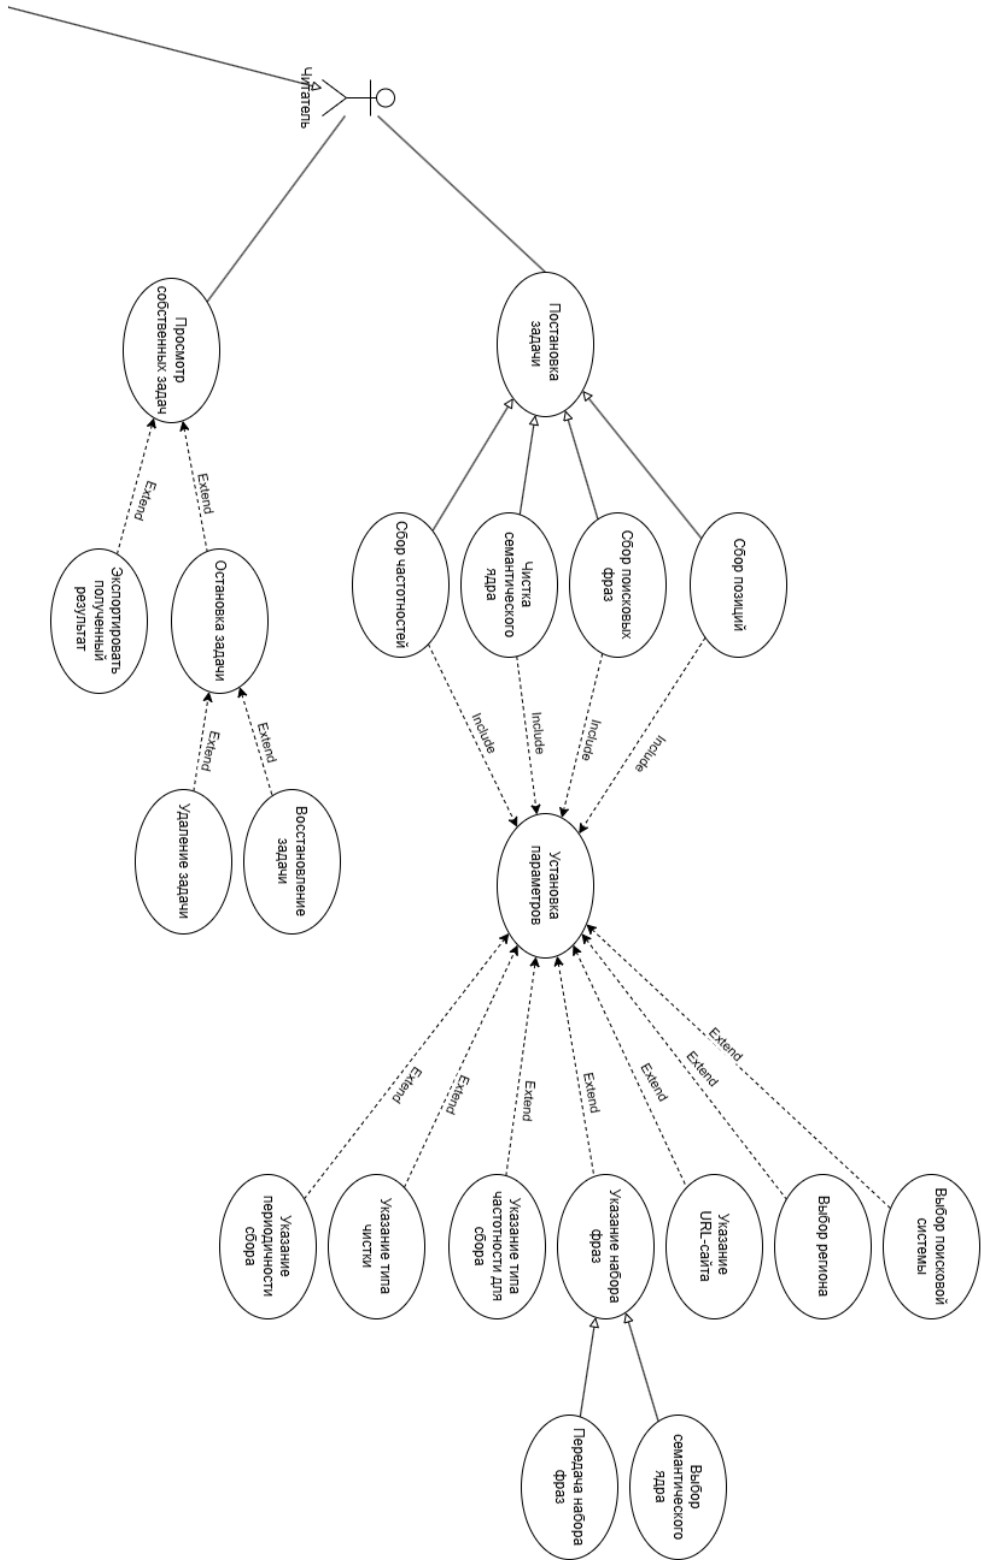 Читатель
Постановка
задачи
Просмотр
собственных задач
Сбор позиций
Сбор поисковых
фраз
Чистка
семантического
ядра
Сбор частотностей
Extend
Extend
Остановка задачи
Экспортировать
полученный
результат
Include
Include
Include
Include
Extend
Extend
Восстановление
задачи
Удаление задачи
Установка
параметров
Extend
Extend
Extend
Extend
Extend
Extend
Extend
Выбор поисковой
системы
Выбор региона
Указание
URL-сайта
Указание набора
фраз
Указание типа
частотности для
сбора
Указание типа
чистки
Указание
периодичности
сбора
Выбор
семантического
ядра
Передача набора
фраз